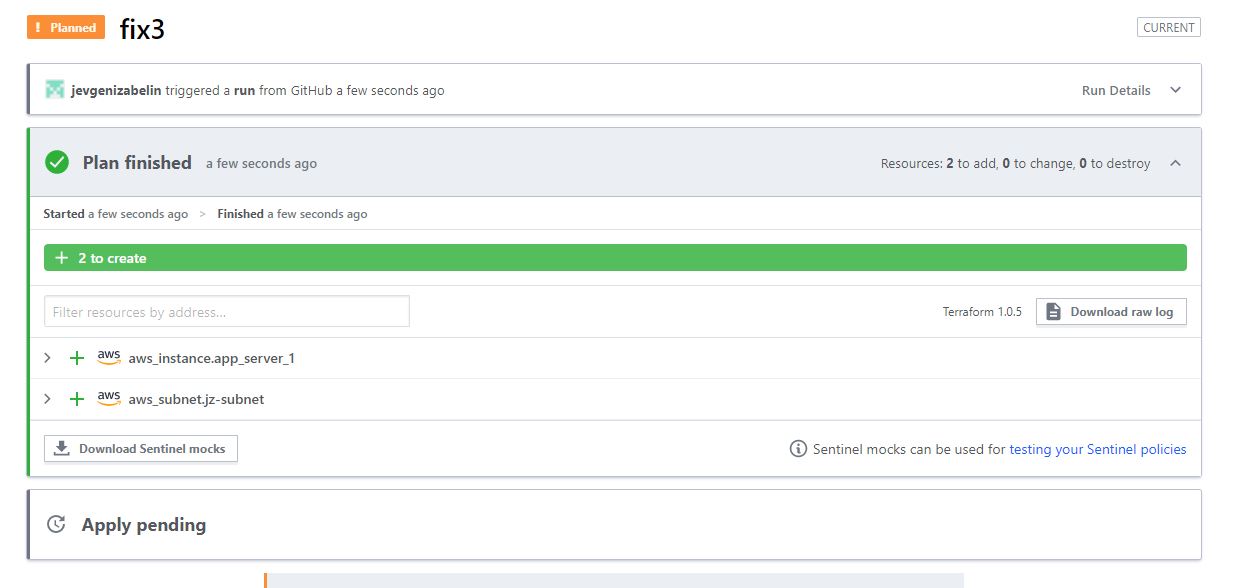 ! Planned fix3 CURRENT
jevgenizabelin triggered a run from GitHub a few seconds ago Run Details
Plan finished a few seconds ago Resources: 2 to add, 0 to change, 0 to destroy
Started a few seconds ago > Finished a few seconds ago
+ 2 to create
Filter resources by address... Terraform 1.0.5 Download raw log
> + aws aws_instance.app_server_1
> + aws aws_subnet.jz-subnet
Download Sentinel mocks Sentinel mocks can be used for testing your Sentinel policies
Apply pending